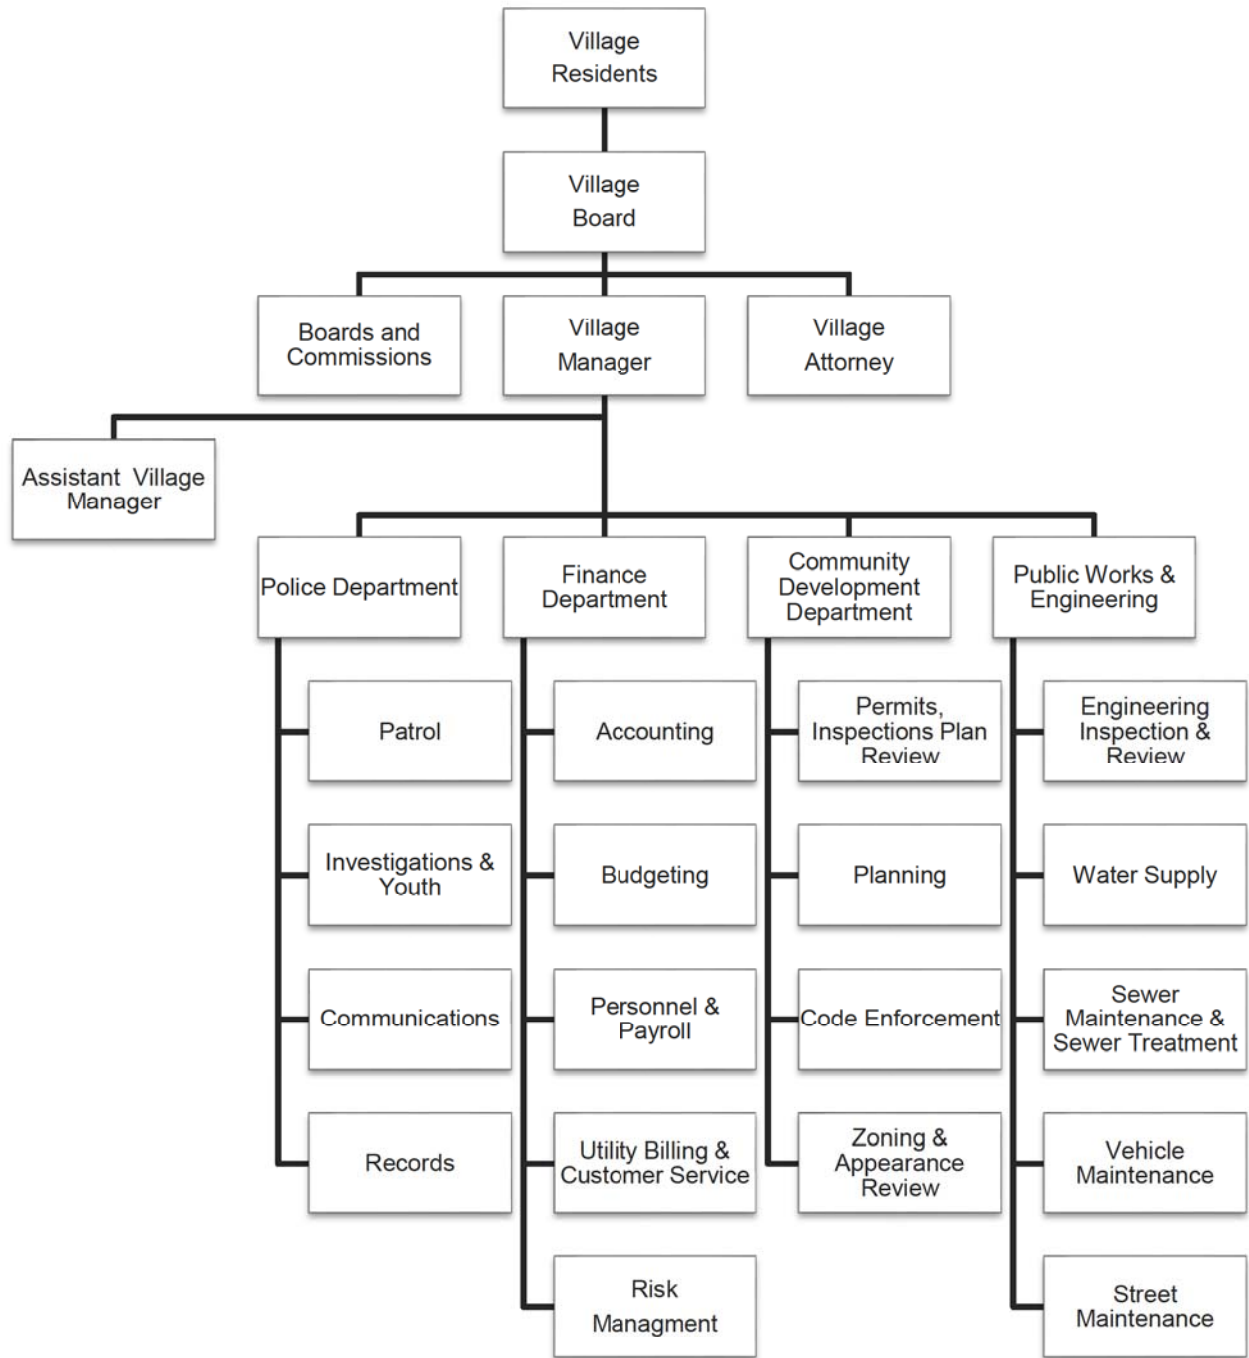 Village
Residents
Village
Board
Boards and
Commissions
Village
Manager
Village
Attorney
Assistant Village
Manager
Police Department
Finance
Department
Community
Development
Department
Public Works &
Engineering
Patrol
Accounting
Permits,
Inspections Plan
Review
Engineering
Inspection &
Review
Investigations &
Youth
Budgeting
Planning
Water Supply
Communications
Personnel &
Payroll
Code Enforcement
Sewer
Maintenance &
Sewer Treatment
Records
Utility Billing &
Customer Service
Zoning &
Appearance
Review
Vehicle
Maintenance
Risk
Managment
Street
Maintenance